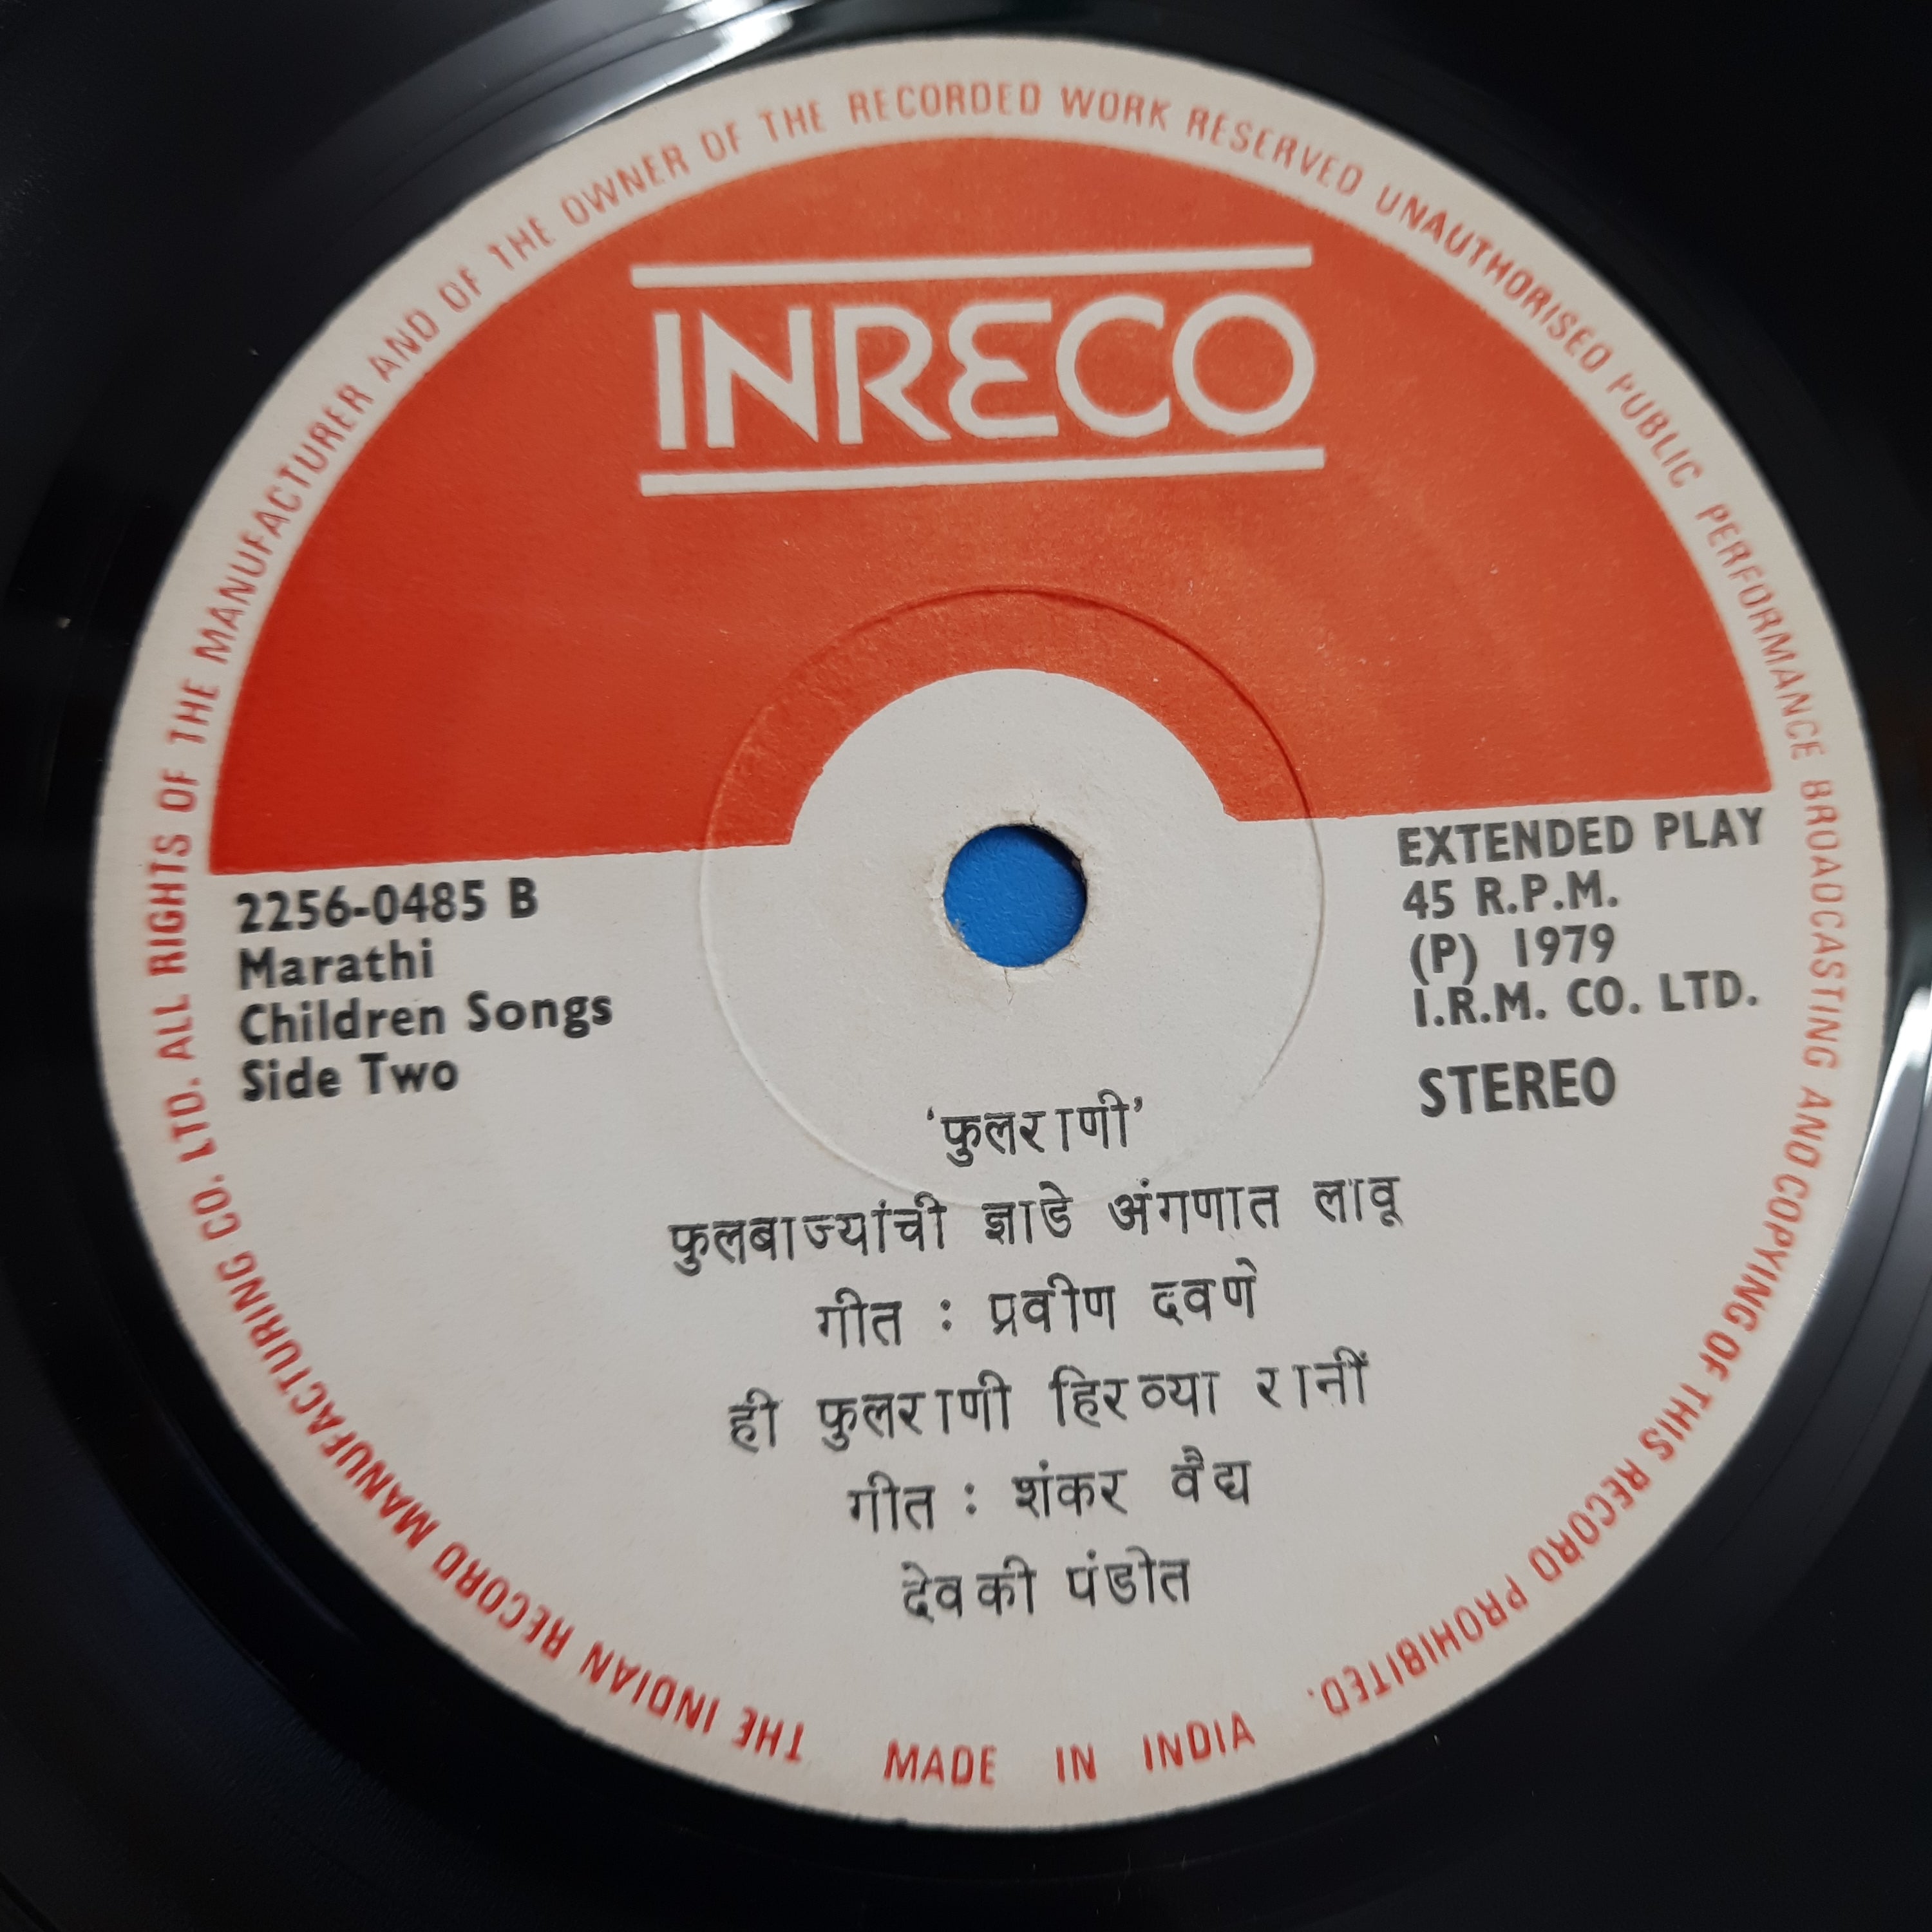 INRECO
2256-0485 B
Marathi
Children Songs
Side Two
EXTENDED PLAY
45 R.P.M.
(P) 1979
I.R.M. CO. LTD.
STEREO
‘फुलराणी’
फुलबाज्यांची झाडे अंगणात लावू
गीत : प्रवीण दवणे
ही फुलराणी हिरव्या रानीं
गीत : शंकर वैद्य
देवकी पंडीत
THE INDIAN RECORD MANUFACTURING CO. LTD. ALL RIGHTS OF THE MANUFACTURER AND OF THE OWNER OF THE RECORDED WORK RESERVED UNAUTHORISED PUBLIC PERFORMANCE BROADCASTING AND COPYING OF THIS RECORD PROHIBITED.
MADE IN INDIA